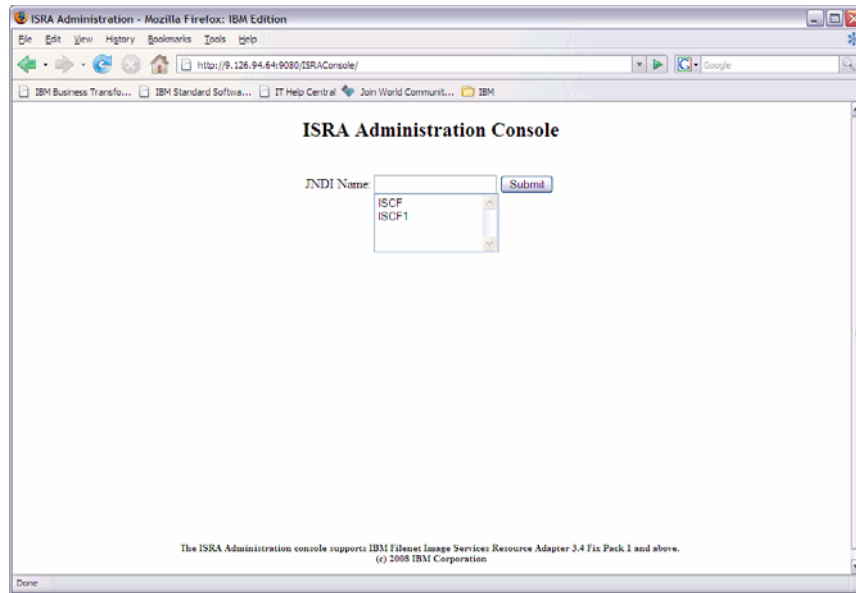 ISRA Administration - Mozilla Firefox: IBM Edition
File Edit View History Bookmarks Tools Help
http://9.126.94.64:9080/ISRAConsole/
Google
IBM Business Transfo... IBM Standard Softwa... IT Help Central Join World Communit... IBM
ISRA Administration Console
JNDI Name: Submit
ISCF
ISCF1
The ISRA Administration console supports IBM Filenet Image Services Resource Adapter 3.4 Fix Pack 1 and above.
(c) 2008 IBM Corporation
Done